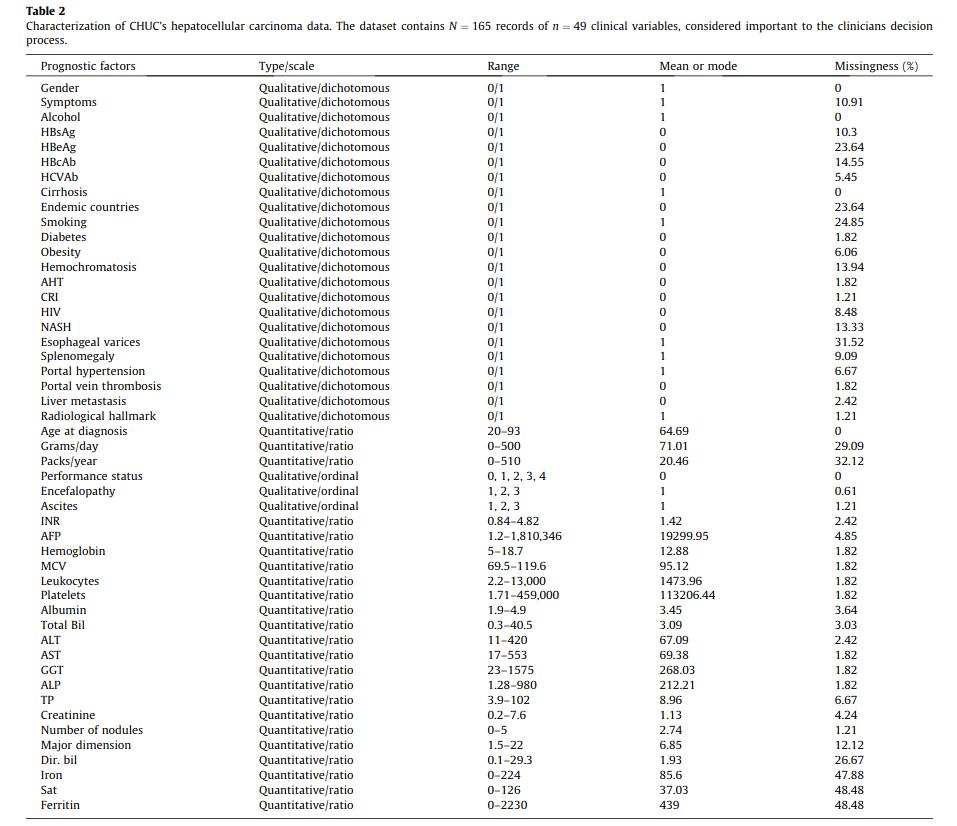 Table 2
Characterization of CHUC's hepatocellular carcinoma data. The dataset contains N = 165 records of n = 49 clinical variables, considered important to the clinicians decision
process.
Prognostic factors Type/scale Range Mean or mode Missingness (%)
Gender Qualitative/dichotomous 0/1 1 0
Symptoms Qualitative/dichotomous 0/1 1 10.91
Alcohol Qualitative/dichotomous 0/1 1 0
HBsAg Qualitative/dichotomous 0/1 0 10.3
HBeAg Qualitative/dichotomous 0/1 0 23.64
HBcAb Qualitative/dichotomous 0/1 0 14.55
HCVAb Qualitative/dichotomous 0/1 0 5.45
Cirrhosis Qualitative/dichotomous 0/1 1 0
Endemic countries Qualitative/dichotomous 0/1 0 23.64
Smoking Qualitative/dichotomous 0/1 1 24.85
Diabetes Qualitative/dichotomous 0/1 0 1.82
Obesity Qualitative/dichotomous 0/1 0 6.06
Hemochromatosis Qualitative/dichotomous 0/1 0 13.94
AHT Qualitative/dichotomous 0/1 0 1.82
CRI Qualitative/dichotomous 0/1 0 1.21
HIV Qualitative/dichotomous 0/1 0 8.48
NASH Qualitative/dichotomous 0/1 0 13.33
Esophageal varices Qualitative/dichotomous 0/1 1 31.52
Splenomegaly Qualitative/dichotomous 0/1 1 9.09
Portal hypertension Qualitative/dichotomous 0/1 1 6.67
Portal vein thrombosis Qualitative/dichotomous 0/1 0 1.82
Liver metastasis Qualitative/dichotomous 0/1 0 2.42
Radiological hallmark Qualitative/dichotomous 0/1 1 1.21
Age at diagnosis Quantitative/ratio 20–93 64.69 0
Grams/day Quantitative/ratio 0–500 71.01 29.09
Packs/year Quantitative/ratio 0–510 20.46 32.12
Performance status Qualitative/ordinal 0, 1, 2, 3, 4 0 0
Encefalopathy Qualitative/ordinal 1, 2, 3 1 0.61
Ascites Qualitative/ordinal 1, 2, 3 1 1.21
INR Quantitative/ratio 0.84–4.82 1.42 2.42
AFP Quantitative/ratio 1.2–1,810,346 19299.95 4.85
Hemoglobin Quantitative/ratio 5–18.7 12.88 1.82
MCV Quantitative/ratio 69.5–119.6 95.12 1.82
Leukocytes Quantitative/ratio 2.2–13,000 1473.96 1.82
Platelets Quantitative/ratio 1.71–459,000 113206.44 1.82
Albumin Quantitative/ratio 1.9–4.9 3.45 3.64
Total Bil Quantitative/ratio 0.3–40.5 3.09 3.03
ALT Quantitative/ratio 11–420 67.09 2.42
AST Quantitative/ratio 17–553 69.38 1.82
GGT Quantitative/ratio 23–1575 268.03 1.82
ALP Quantitative/ratio 1.28–980 212.21 1.82
TP Quantitative/ratio 3.9–102 8.96 6.67
Creatinine Quantitative/ratio 0.2–7.6 1.13 4.24
Number of nodules Quantitative/ratio 0–5 2.74 1.21
Major dimension Quantitative/ratio 1.5–22 6.85 12.12
Dir. bil Quantitative/ratio 0.1–29.3 1.93 26.67
Iron Quantitative/ratio 0–224 85.6 47.88
Sat Quantitative/ratio 0–126 37.03 48.48
Ferritin Quantitative/ratio 0–2230 439 48.48